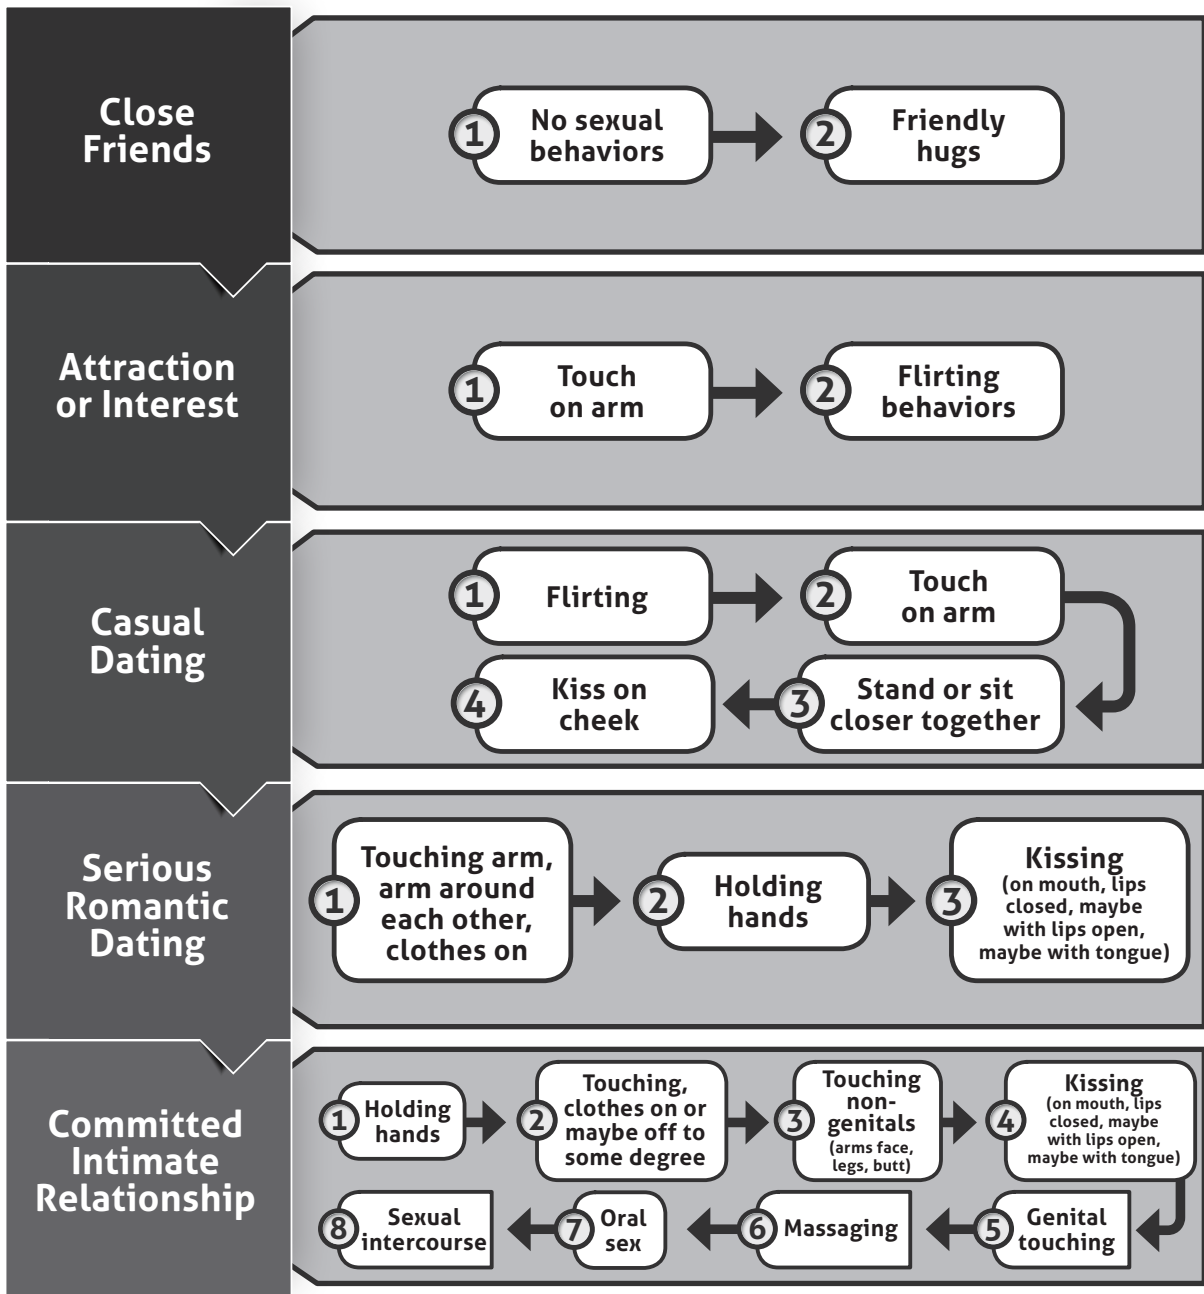 Close
Friends
1
No sexual
behaviors
2
Friendly
hugs
Attraction
or Interest
1
Touch
on arm
2
Flirting
behaviors
Casual
Dating
1
Flirting
2
Touch
on arm
3
Stand or sit
closer together
4
Kiss on
cheek
Serious
Romantic
Dating
1
Touching arm,
arm around
each other,
clothes on
2
Holding
hands
3
Kissing
(on mouth, lips
closed, maybe
with lips open,
maybe with tongue)
Committed
Intimate
Relationship
1
Holding
hands
2
Touching,
clothes on or
maybe off to
some degree
3
Touching
non-
genitals
(arms face,
legs, butt)
4
Kissing
(on mouth, lips
closed, maybe
with lips open,
maybe with tongue)
5
Genital
touching
6
Massaging
7
Oral
sex
8
Sexual
intercourse